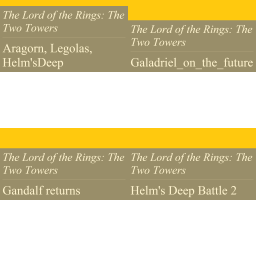 The Lord of the Rings: The
Two Towers
Aragorn, Legolas,
Helm'sDeep
The Lord of the Rings: The
Two Towers
Galadriel_on_the_future
The Lord of the Rings: The
Two Towers
Gandalf returns
The Lord of the Rings: The
Two Towers
Helm's Deep Battle 2